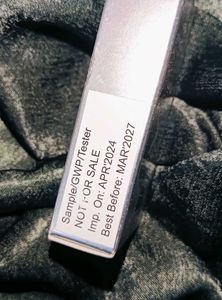 Sample/GWP/Tester
NOT FOR SALE
Imp. On: APR'2024
Best Before: MAR'2027